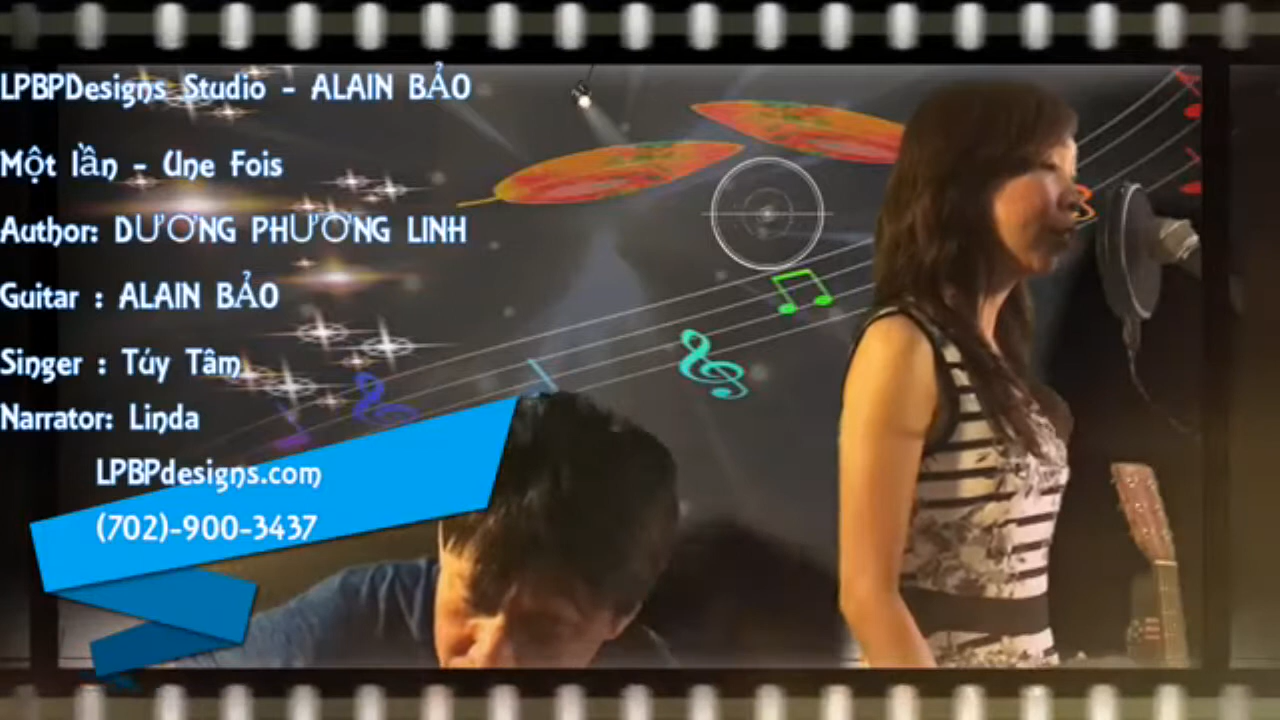 LPBPDesigns Studio - ALAIN BẢO
Một lần - Une Fois
Author: DƯƠNG PHƯƠNG LINH
Guitar : ALAIN BẢO
Singer : Túy Tâm
Narrator: Linda
LPBPdesigns.com
(702)-900-3437